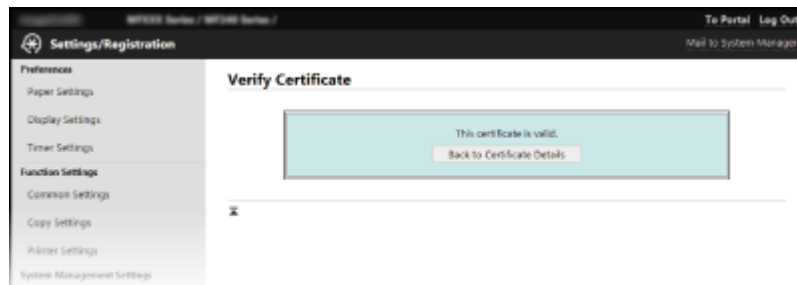 To Portal Log Out
Settings/Registration
Mail to System Manager
Preferences
Paper Settings
Display Settings
Timer Settings
Function Settings
Common Settings
Copy Settings
Printer Settings
System Management Settings
Verify Certificate
This certificate is valid.
Back to Certificate Details